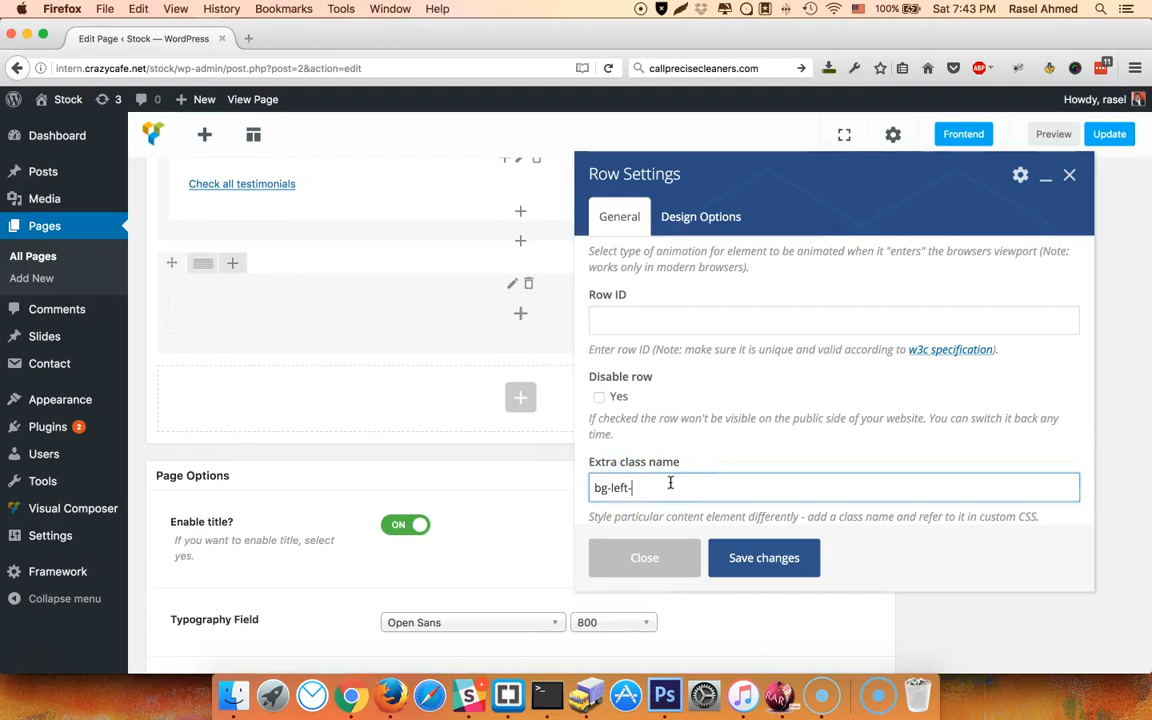 Firefox File Edit View History Bookmarks Tools Window Help 100% Sat 7:43 PM Rasel Ahmed
Edit Page ‹ Stock — WordPress
intern.crazycafe.net/stock/wp-admin/post.php?post=2&action=edit callprecisecleaners.com ABP 11
Stock 3 0 New View Page Howdy, rasel
Dashboard
Posts
Media
Pages
All Pages
Add New
Comments
Slides
Contact
Appearance
Plugins 2
Users
Tools
Visual Composer
Settings
Framework
Collapse menu
Frontend Preview Update
Check all testimonials
Row Settings
General Design Options
Select type of animation for element to be animated when it "enters" the browsers viewport (Note:
works only in modern browsers).
Row ID
Enter row ID (Note: make sure it is unique and valid according to w3c specification).
Disable row
Yes
If checked the row won't be visible on the public side of your website. You can switch it back any
time.
Extra class name
bg-left-
Style particular content element differently - add a class name and refer to it in custom CSS.
Close Save changes
Page Options
Enable title? ON
If you want to enable title, select
yes.
Typography Field Open Sans 800